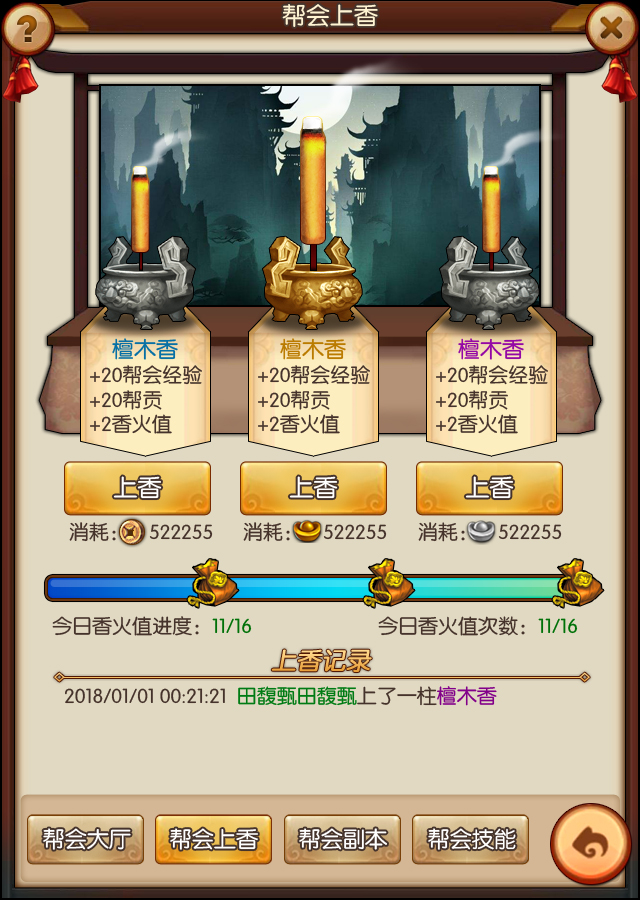 帮会上香
?
檀木香
+20帮会经验
+20帮贡
+2香火值
檀木香
+20帮会经验
+20帮贡
+2香火值
檀木香
+20帮会经验
+20帮贡
+2香火值
上香 上香 上香
消耗:522255 消耗:522255 消耗:522255
今日香火值进度：11/16 今日香火值次数：11/16
上香记录
2018/01/01 00:21:21 田馥甄田馥甄上了一柱檀木香
帮会大厅 帮会上香 帮会副本 帮会技能